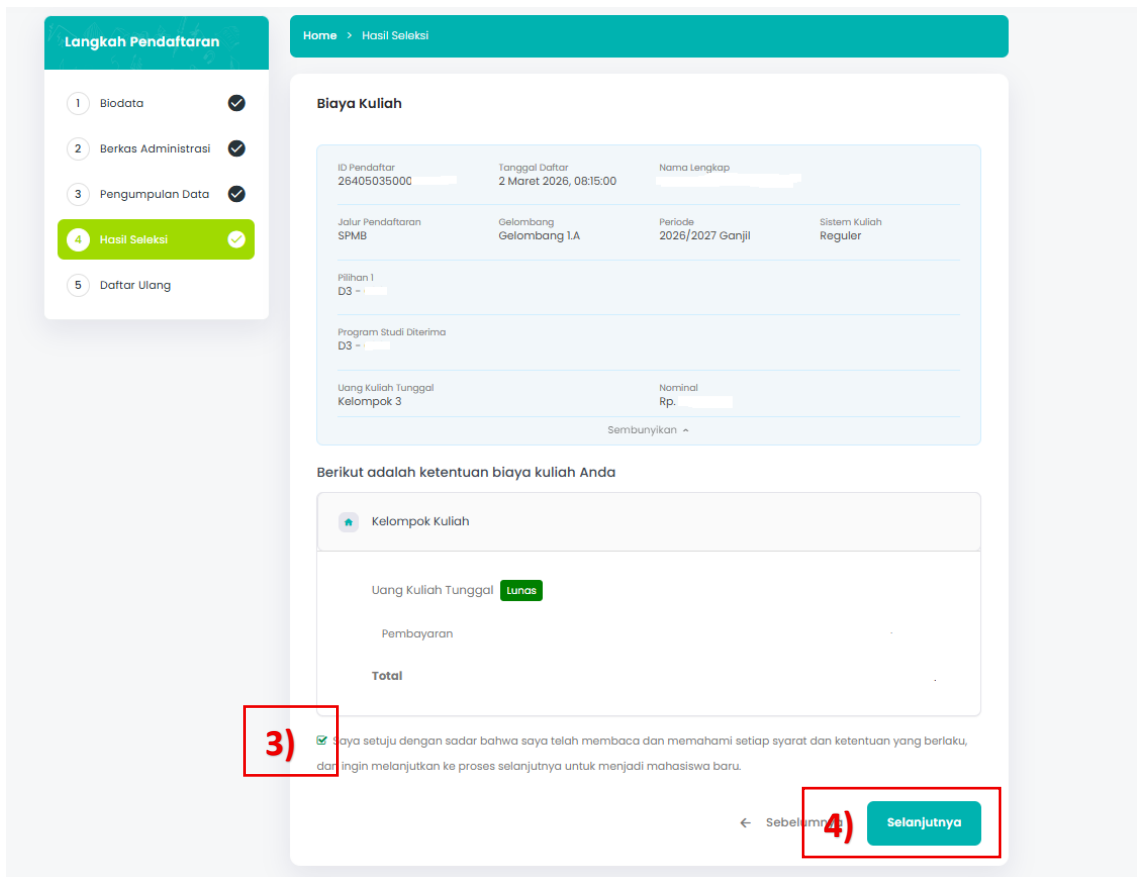 Langkah Pendaftaran
1 Biodata
2 Berkas Administrasi
3 Pengumpulan Data
4 Hasil Seleksi
5 Daftar Ulang
Home > Hasil Seleksi
Biaya Kuliah
ID Pendaftar Tanggal Daftar Nama Lengkap
26405035000 2 Maret 2026, 08:15:00
Jalur Pendaftaran Gelombang Periode Sistem Kuliah
SPMB Gelombang 1.A 2026/2027 Ganjil Reguler
Pilihan 1
D3 -
Program Studi Diterima
D3 -
Uang Kuliah Tunggal Nominal
Kelompok 3 Rp.
Sembunyikan
Berikut adalah ketentuan biaya kuliah Anda
Kelompok Kuliah
Uang Kuliah Tunggal Lunas
Pembayaran
Total
3)
Saya setuju dengan sadar bahwa saya telah membaca dan memahami setiap syarat dan ketentuan yang berlaku,
dan ingin melanjutkan ke proses selanjutnya untuk menjadi mahasiswa baru.
← Sebelumnya 4) Selanjutnya